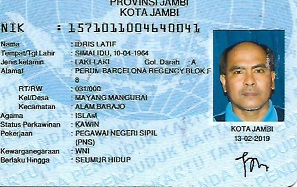 PROVINSI JAMBI
KOTA JAMBI
NIK : 1571011004640041
Nama : IDRIS LATIF
Tempat/Tgl Lahir : SIMALIDU, 10-04-1964
Jenis kelamin : LAKI-LAKI Gol. Darah : A
Alamat : PERUM BARCELONA REGENCY BLOK F
8
RT/RW : 031/000
Kel/Desa : MAYANG MANGURAI
Kecamatan : ALAM BARAJO
Agama : ISLAM
Status Perkawinan : KAWIN
Pekerjaan : PEGAWAI NEGERI SIPIL
(PNS)
Kewarganegaraan : WNI
Berlaku Hingga : SEUMUR HIDUP
KOTA JAMBI
13-02-2019